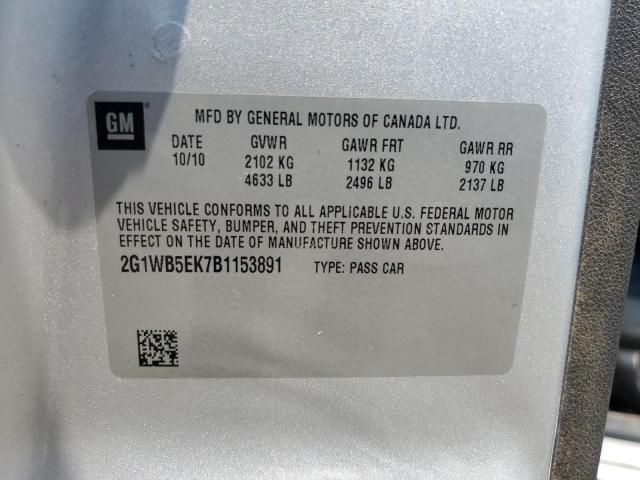 GM
MFD BY GENERAL MOTORS OF CANADA LTD.
DATE GVWR GAWR FRT GAWR RR
10/10 2102 KG 1132 KG 970 KG
4633 LB 2496 LB 2137 LB
THIS VEHICLE CONFORMS TO ALL APPLICABLE U.S. FEDERAL MOTOR
VEHICLE SAFETY, BUMPER, AND THEFT PREVENTION STANDARDS IN
EFFECT ON THE DATE OF MANUFACTURE SHOWN ABOVE.
2G1WB5EK7B1153891 TYPE: PASS CAR